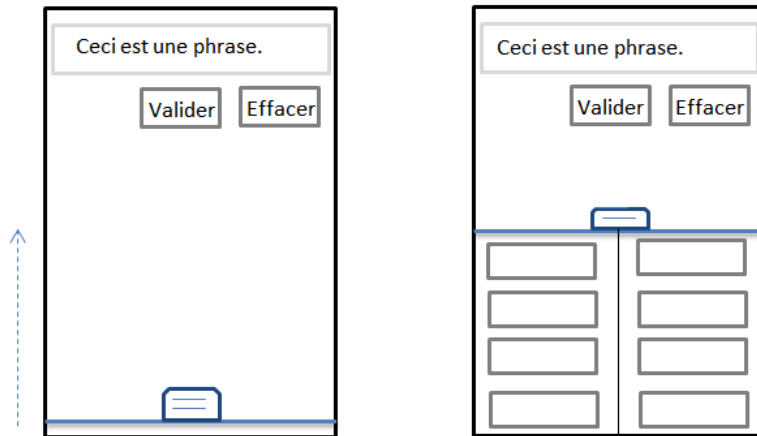 Ceci est une phrase.
Valider Effacer
Ceci est une phrase.
Valider Effacer